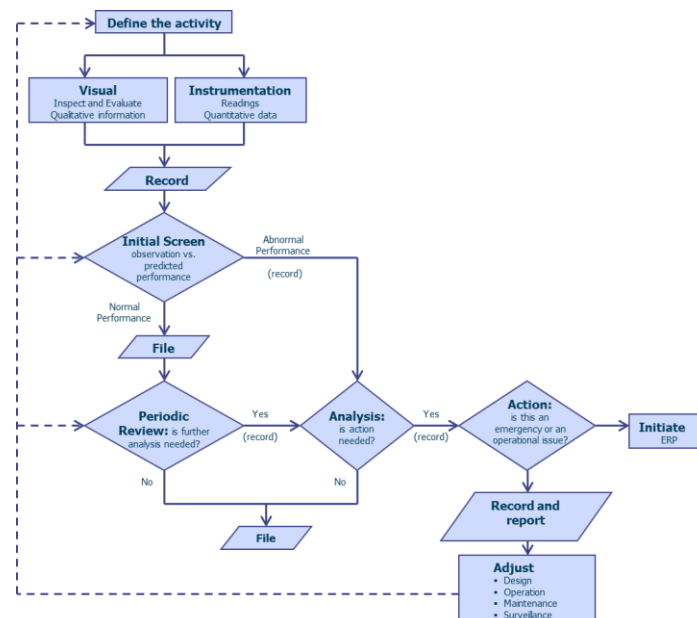 Define the activity
Visual
Inspect and Evaluate
Qualitative information
Instrumentation
Readings
Quantitative data
Record
Initial Screen
observation vs.
predicted
performance
Abnormal
Performance
(record)
Normal
Performance
File
Periodic
Review: is further
analysis needed?
Yes
(record)
Analysis:
is action
needed?
Yes
(record)
Action:
is this an
emergency or an
operational issue?
Initiate
ERP
No
No
File
Record and
report
Adjust
▪ Design
▪ Operation
▪ Maintenance
▪ Surveillance